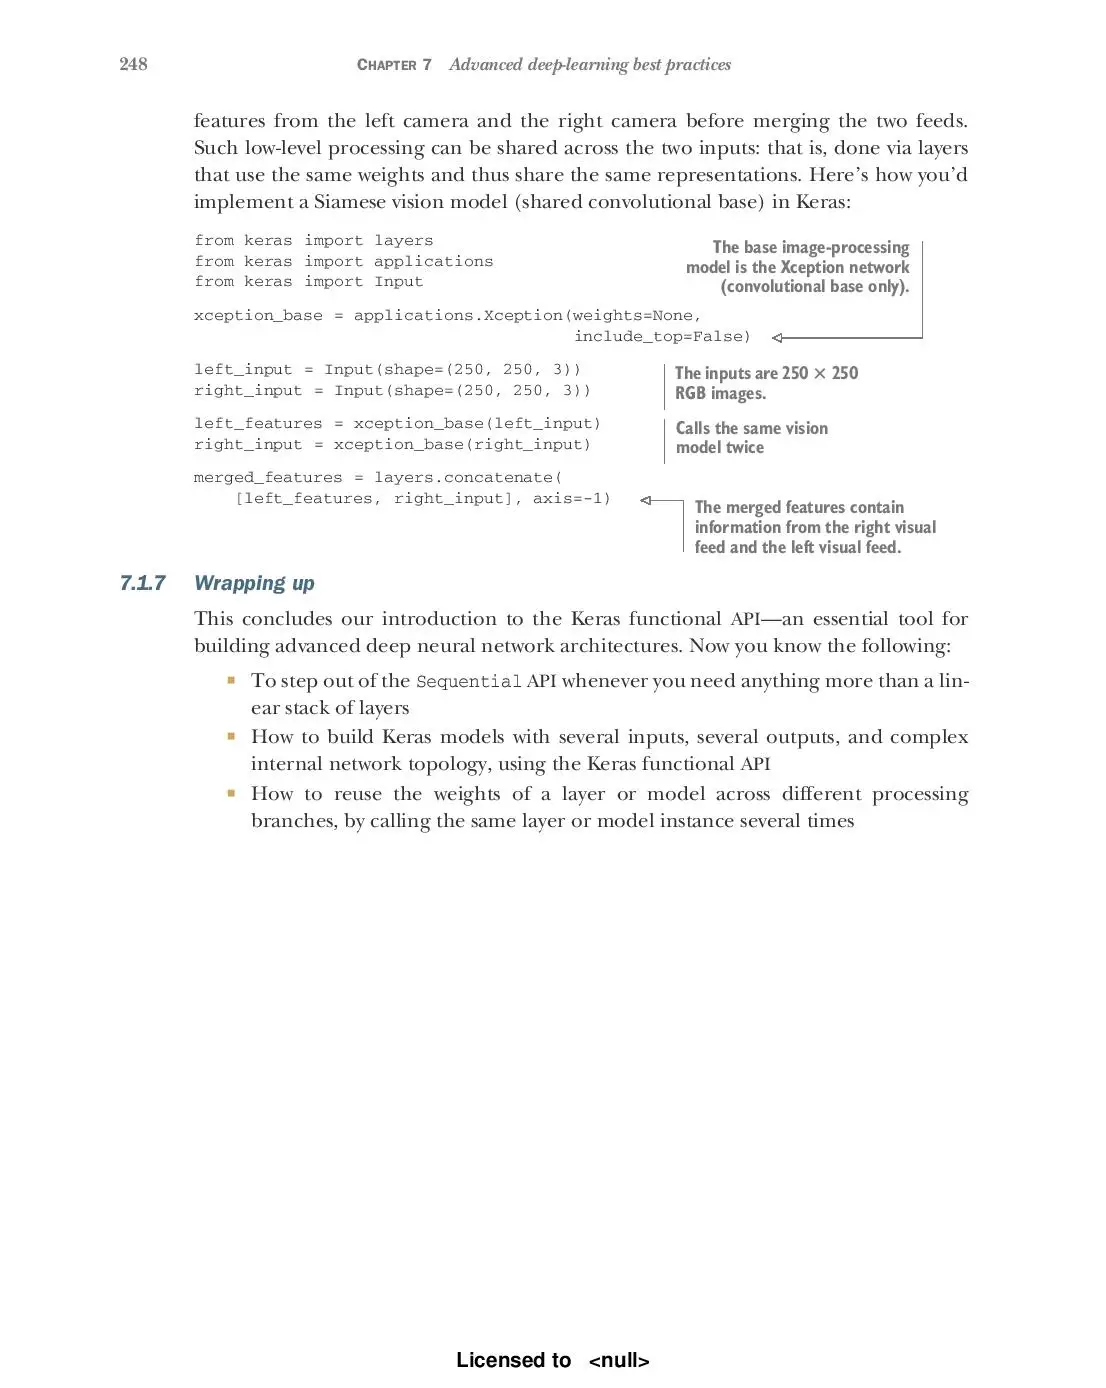 248 CHAPTER 7 Advanced deep-learning best practices
features from the left camera and the right camera before merging the two feeds.
Such low-level processing can be shared across the two inputs: that is, done via layers
that use the same weights and thus share the same representations. Here's how you'd
implement a Siamese vision model (shared convolutional base) in Keras:
from keras import layers
from keras import applications
from keras import Input
The base image-processing
model is the Xception network
(convolutional base only).
xception_base = applications.Xception(weights=None,
include_top=False)
left_input = Input(shape=(250, 250, 3))
right_input = Input(shape=(250, 250, 3))
The inputs are 250 × 250
RGB images.
left_features = xception_base(left_input)
right_input = xception_base(right_input)
Calls the same vision
model twice
merged_features = layers.concatenate(
[left_features, right_input], axis=-1)
The merged features contain
information from the right visual
feed and the left visual feed.
7.1.7 Wrapping up
This concludes our introduction to the Keras functional API—an essential tool for
building advanced deep neural network architectures. Now you know the following:
■ To step out of the Sequential API whenever you need anything more than a lin-
ear stack of layers
■ How to build Keras models with several inputs, several outputs, and complex
internal network topology, using the Keras functional API
■ How to reuse the weights of a layer or model across different processing
branches, by calling the same layer or model instance several times
Licensed to <null>